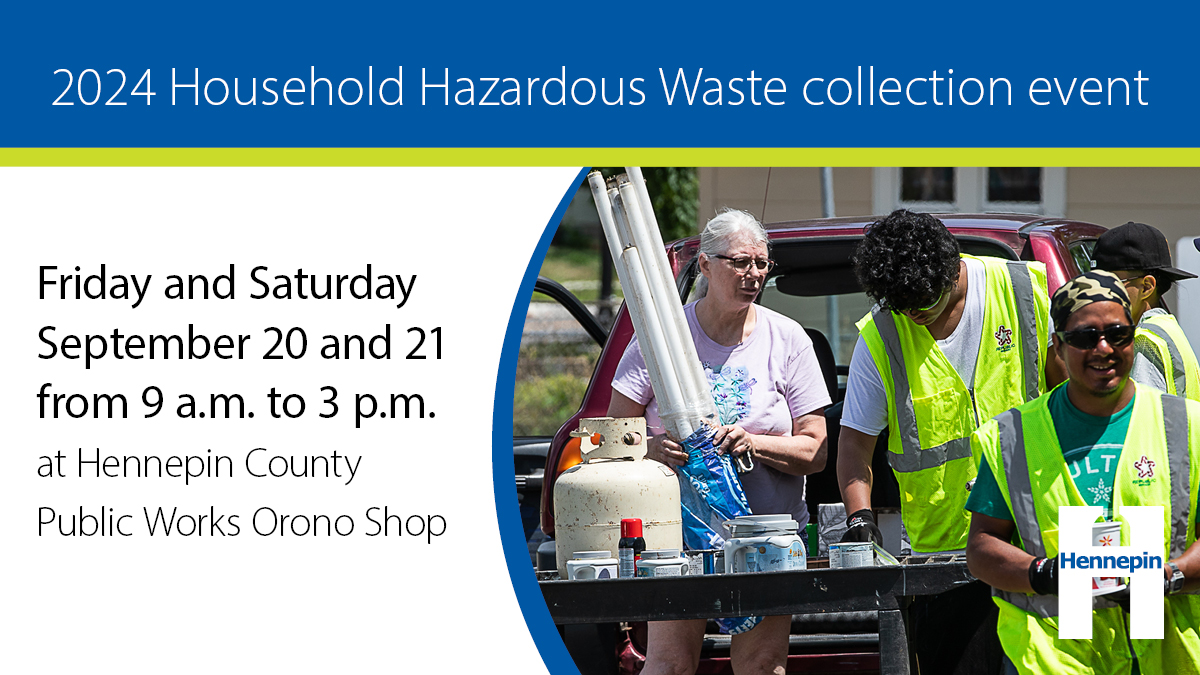 2024 Household Hazardous Waste collection event
Friday and Saturday
September 20 and 21
from 9 a.m. to 3 p.m.
at Hennepin County
Public Works Orono Shop
Hennepin